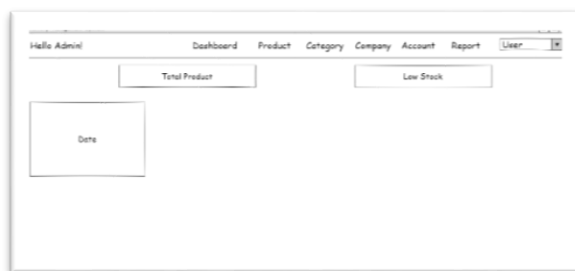 Hello Admin! Dashboard Product Category Company Account Report User
Total Product Low Stock
Date